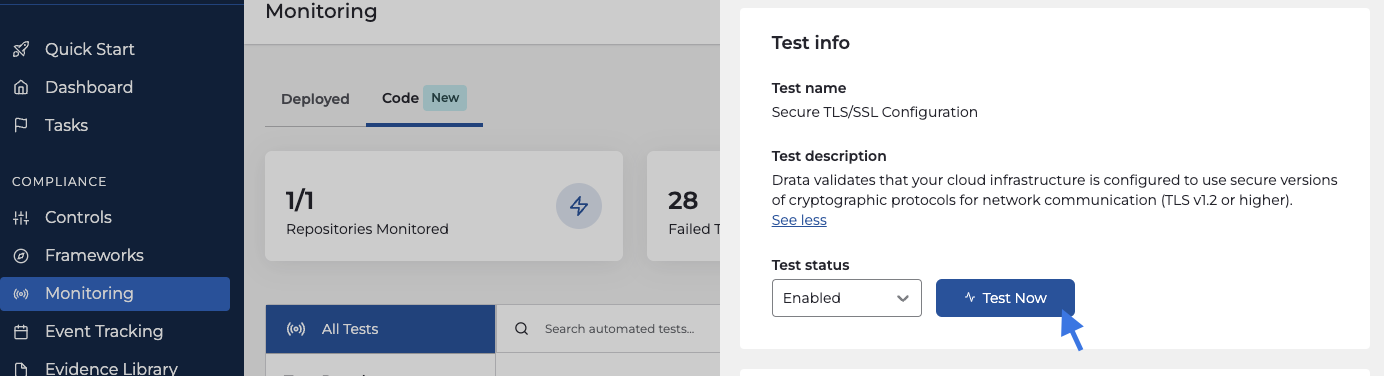 Quick Start
Dashboard
Tasks
COMPLIANCE
Controls
Frameworks
Monitoring
Event Tracking
Evidence Library
Monitoring
Deployed
Code New
1/1
Repositories Monitored
28
Failed T
All Tests
Search automated tests...
Test info
Test name
Secure TLS/SSL Configuration
Test description
Drata validates that your cloud infrastructure is configured to use secure versions
of cryptographic protocols for network communication (TLS v1.2 or higher).
See less
Test status
Enabled
Test Now